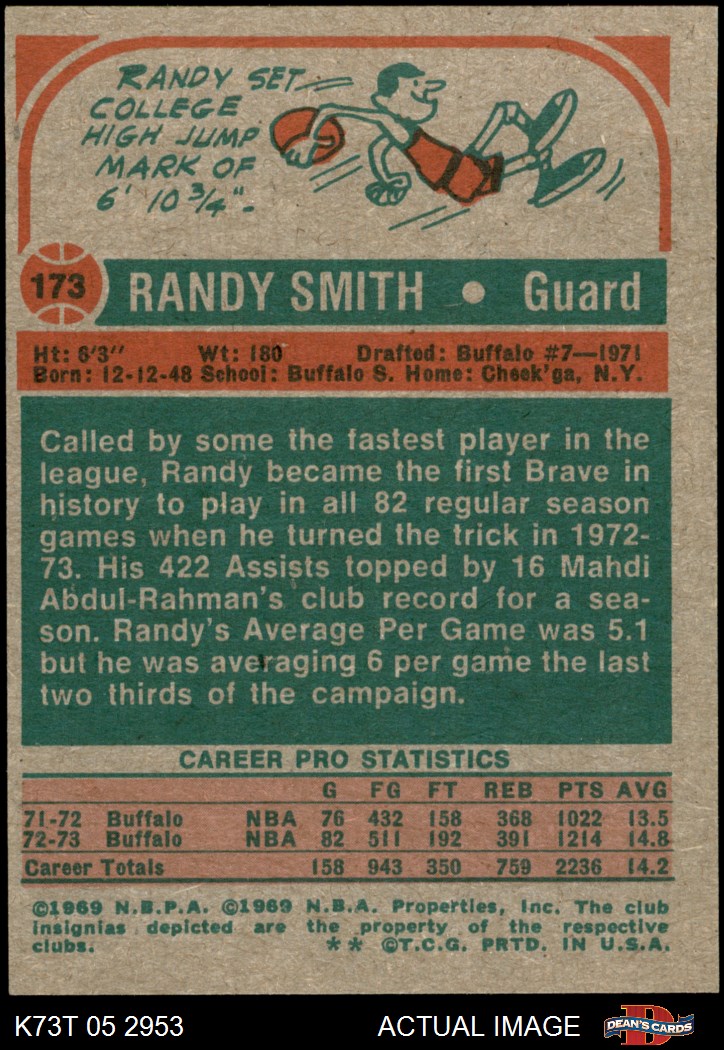 RANDY SET
COLLEGE
HIGH JUMP
MARK OF
6' 10 3/4".
173 RANDY SMITH • Guard
Ht: 6'3" Wt: 180 Drafted: Buffalo #7—1971
Born: 12-12-48 School: Buffalo S. Home: Cheek'ga, N.Y.
Called by some the fastest player in the
league, Randy became the first Brave in
history to play in all 82 regular season
games when he turned the trick in 1972-
73. His 422 Assists topped by 16 Mahdi
Abdul-Rahman's club record for a sea-
son. Randy's Average Per Game was 5.1
but he was averaging 6 per game the last
two thirds of the campaign.
CAREER PRO STATISTICS
G FG FT REB PTS AVG
71-72 Buffalo NBA 76 432 158 368 1022 13.5
72-73 Buffalo NBA 82 511 192 391 1214 14.8
Career Totals 158 943 350 759 2236 14.2
©1969 N.B.P.A. ©1969 N.B.A. Properties, Inc. The club
insignias depicted are the property of the respective
clubs. ** ©T.C.G. PRTD. IN U.S.A.
K73T 05 2953 ACTUAL IMAGE D DEAN'S CARDS